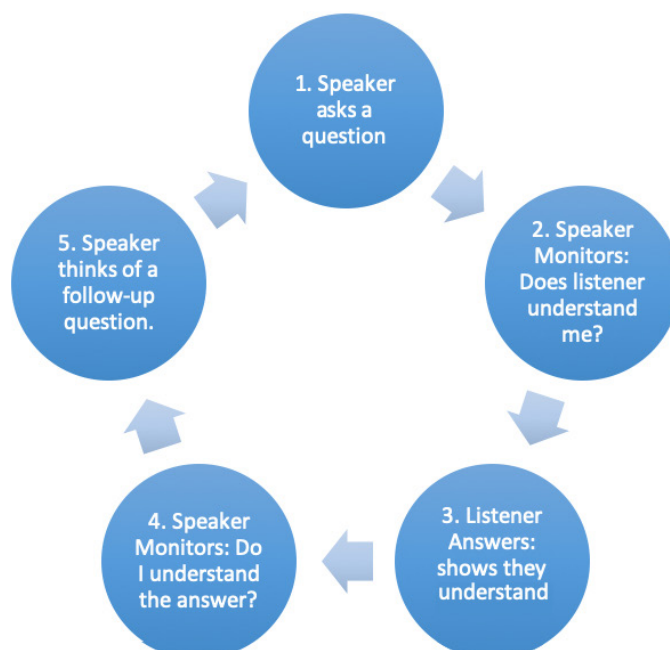 1. Speaker
asks a
question
2. Speaker
Monitors:
Does listener
understand
me?
3. Listener
Answers:
shows they
understand
4. Speaker
Monitors: Do
I understand
the answer?
5. Speaker
thinks of a
follow-up
question.